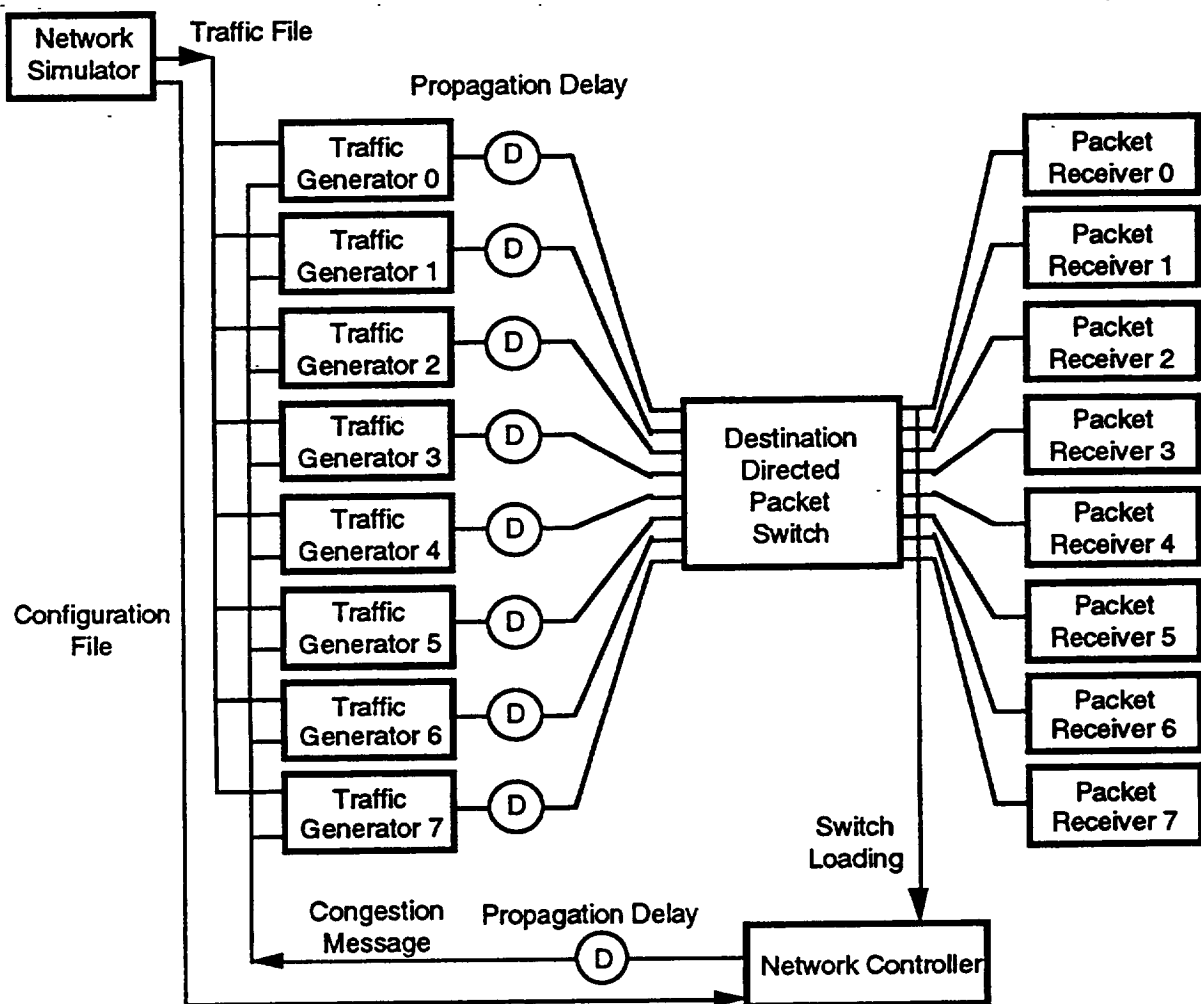 Network
Simulator
Traffic File
Propagation Delay
Traffic
Generator 0
D
Packet
Receiver 0
Traffic
Generator 1
D
Packet
Receiver 1
Traffic
Generator 2
D
Packet
Receiver 2
Traffic
Generator 3
D
Packet
Receiver 3
Destination
Directed
Packet
Switch
Traffic
Generator 4
D
Packet
Receiver 4
Configuration
File
Traffic
Generator 5
D
Packet
Receiver 5
Traffic
Generator 6
D
Packet
Receiver 6
Traffic
Generator 7
D
Packet
Receiver 7
Switch
Loading
Congestion
Message
Propagation Delay
D
Network Controller